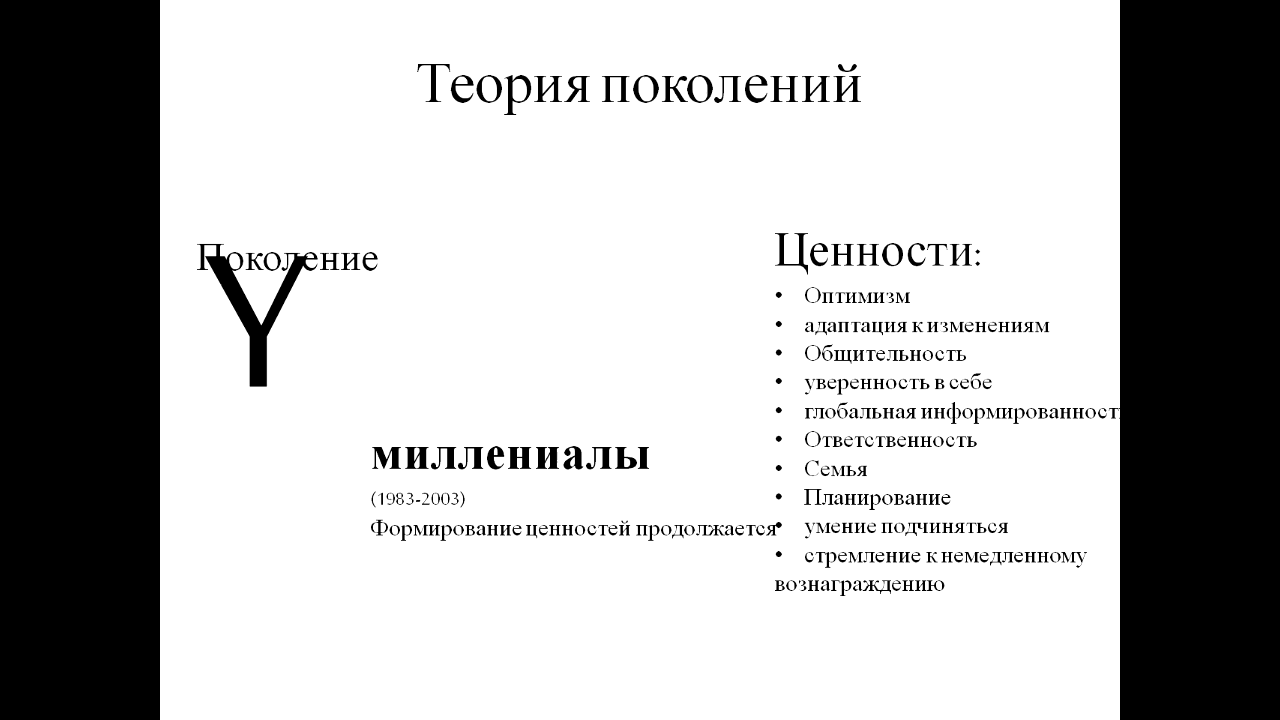 Теория поколений
Поколение
Y
миллениалы
(1983-2003)
Формирование ценностей продолжается
Ценности:
• Оптимизм
• адаптация к изменениям
• Общительность
• уверенность в себе
• глобальная информированност
• Ответственность
• Семья
• Планирование
• умение подчиняться
• стремление к немедленному
вознаграждению